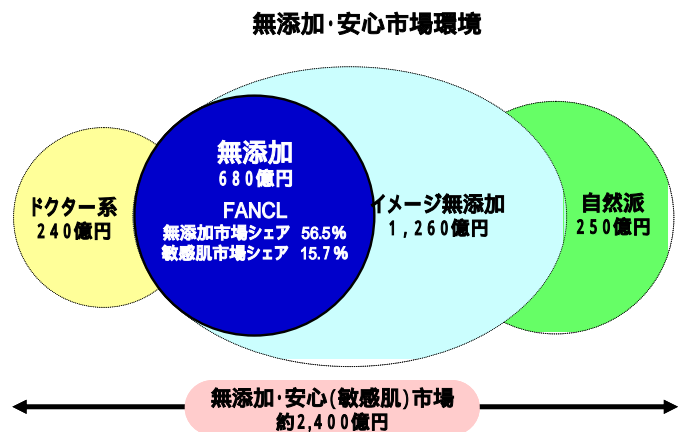 無添加･安心市場環境
無添加
680億円
FANCL
無添加市場シェア 56.5%
敏感肌市場シェア 15.7%
ドクター系
240億円
イメージ無添加
1,260億円
自然派
250億円
無添加･安心(敏感肌)市場
約2,400億円